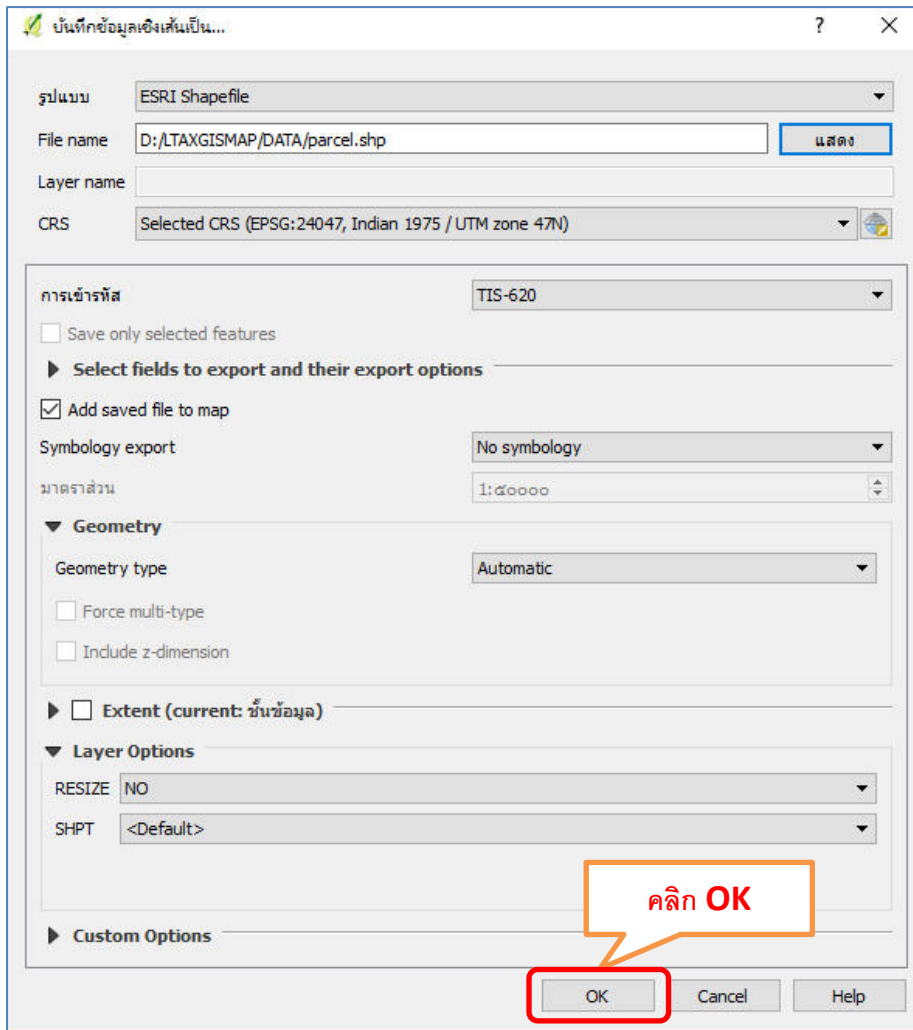 บันทึกข้อมูลเชิงเส้นเป็น... ?
รูปแบบ ESRI Shapefile
File name D:/LTAXGISMAP/DATA/parcel.shp แสดง
Layer name
CRS Selected CRS (EPSG:24047, Indian 1975 / UTM zone 47N)
การเข้ารหัส TIS-620
Save only selected features
Select fields to export and their export options
Add saved file to map
Symbology export No symbology
มาตราส่วน 1:๕๐๐๐๐
Geometry
Geometry type Automatic
Force multi-type
Include z-dimension
Extent (current: ชั้นข้อมูล)
Layer Options
RESIZE NO
SHPT <Default>
คลิก OK
Custom Options
OK Cancel Help